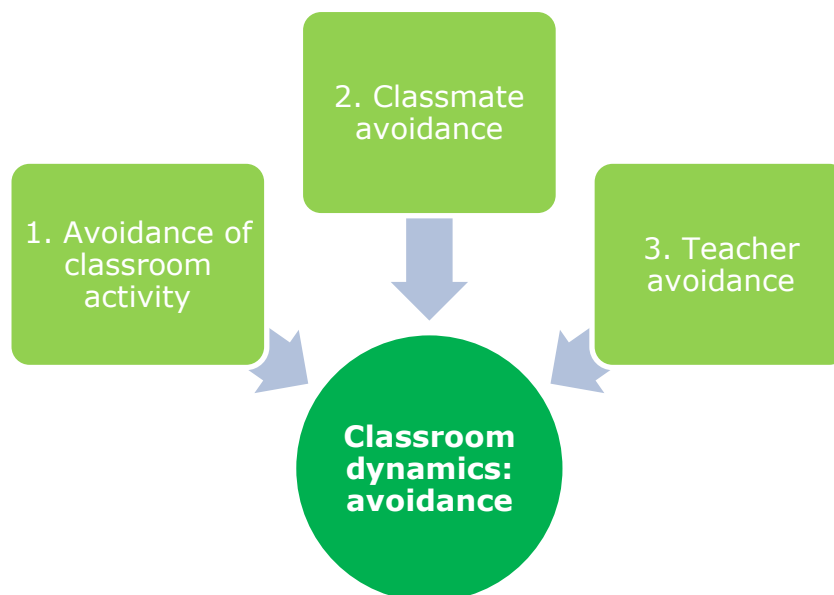 2. Classmate
avoidance
1. Avoidance of
classroom
activity
3. Teacher
avoidance
Classroom
dynamics:
avoidance